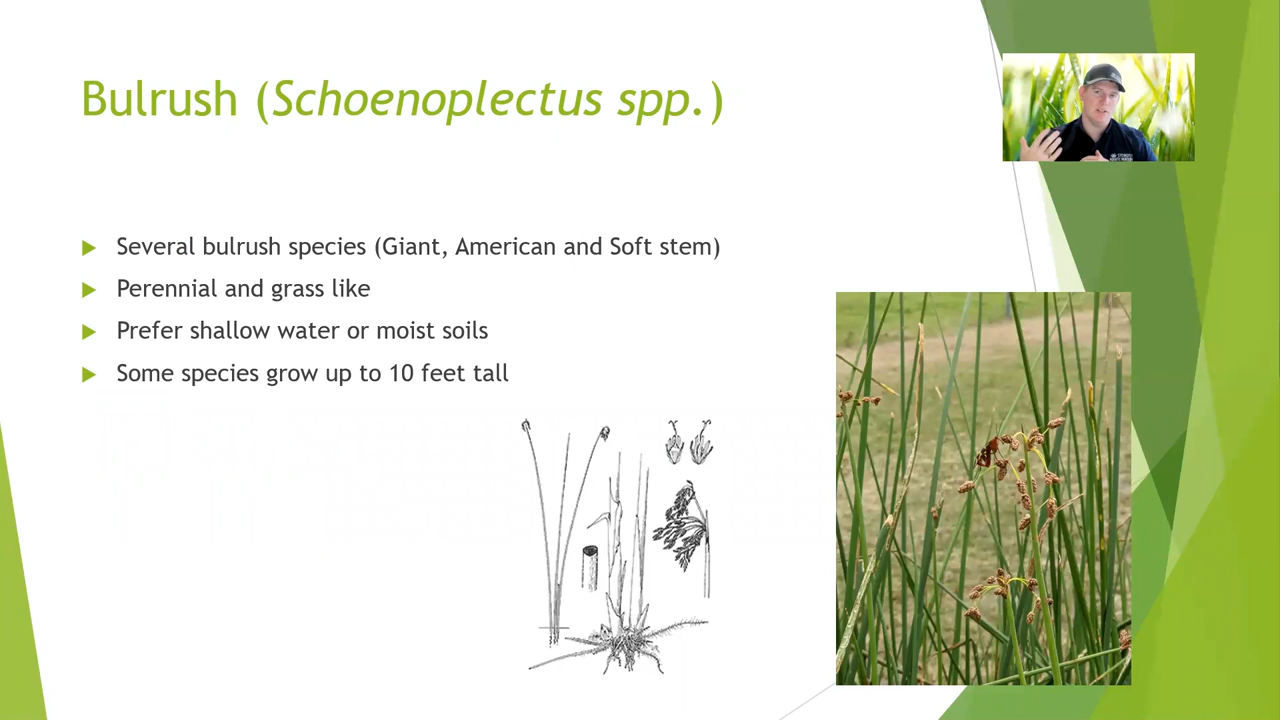 Bulrush (Schoenoplectus spp.)
Several bulrush species (Giant, American and Soft stem)
Perennial and grass like
Prefer shallow water or moist soils
Some species grow up to 10 feet tall